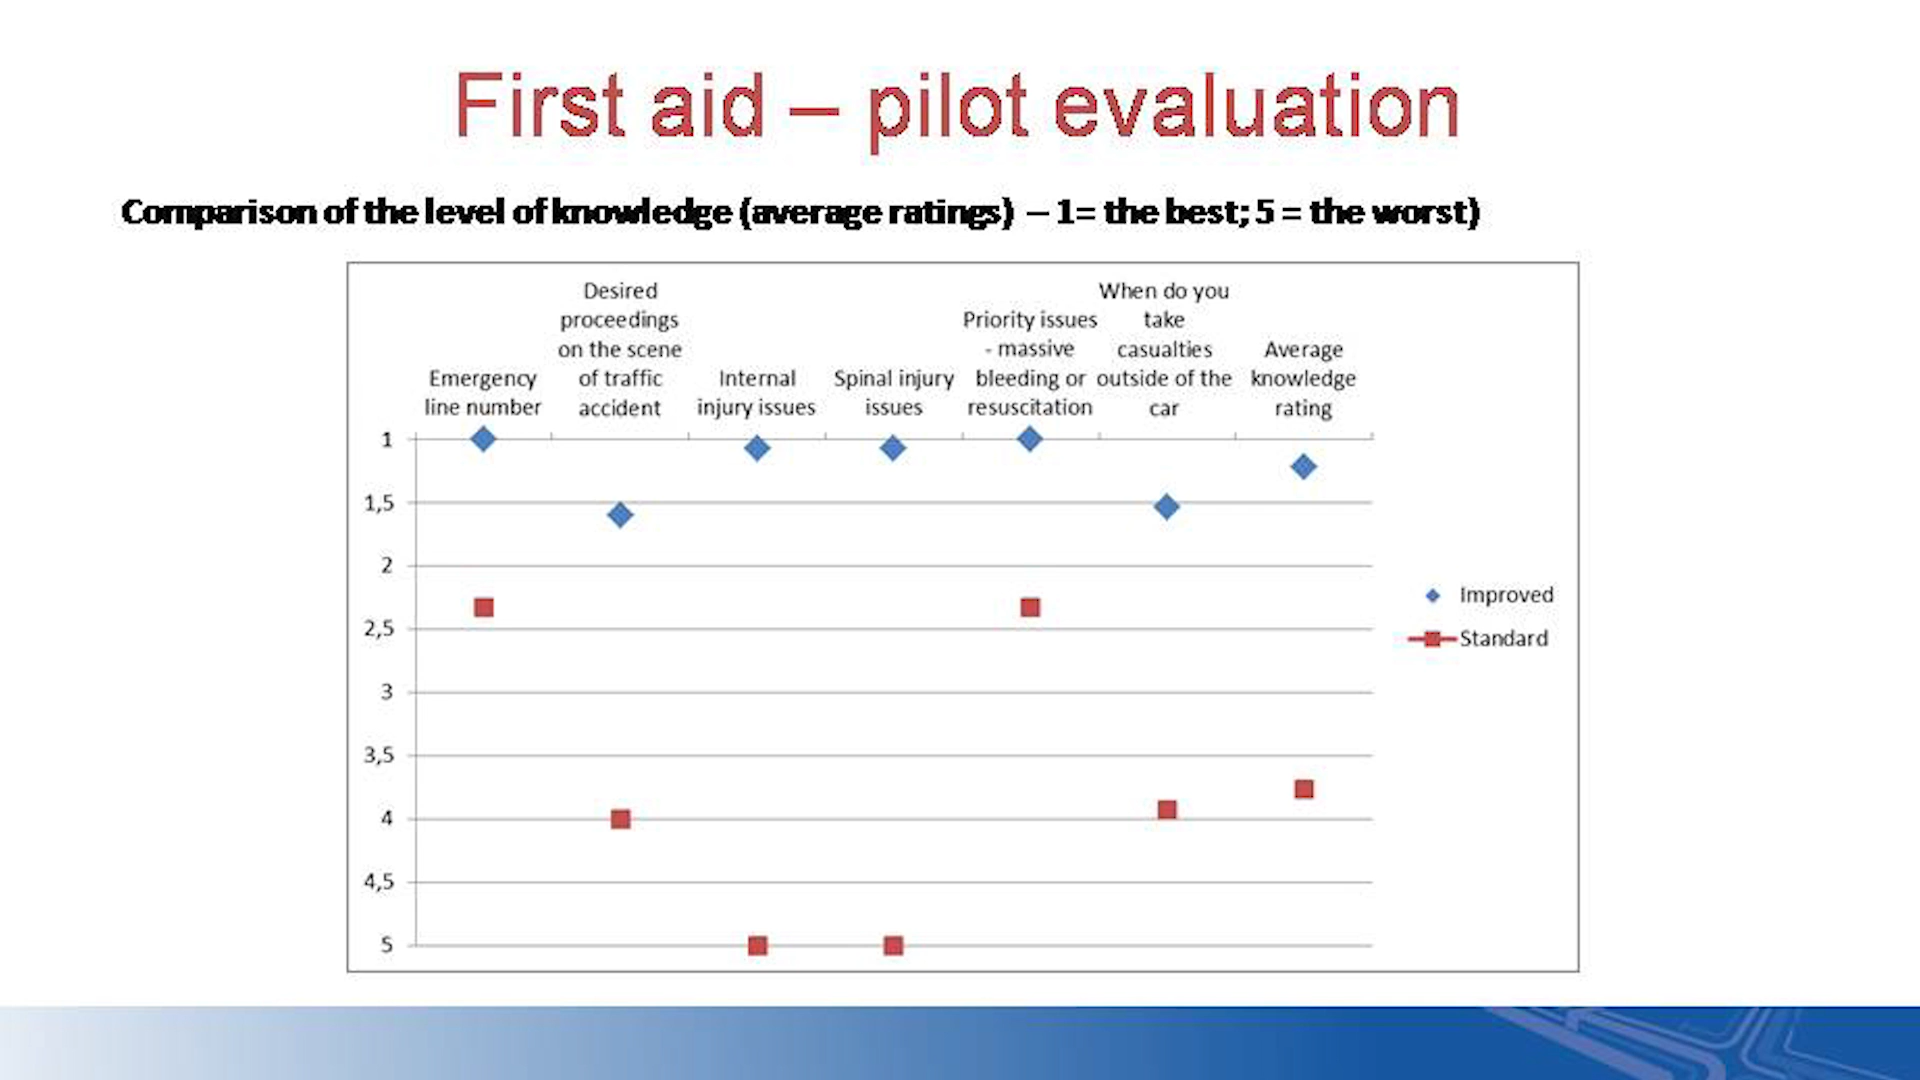 First aid – pilot evaluation
Comparison of the level of knowledge (average ratings) – 1= the best; 5 = the worst)
Emergency
line number
Desired
proceedings
on the scene
of traffic
accident
Internal
injury issues
Spinal injury
issues
Priority issues
- massive
bleeding or
resuscitation
When do you
take
casualties
outside of the
car
Average
knowledge
rating
1
1,5
2
2,5
3
3,5
4
4,5
5
Improved
Standard